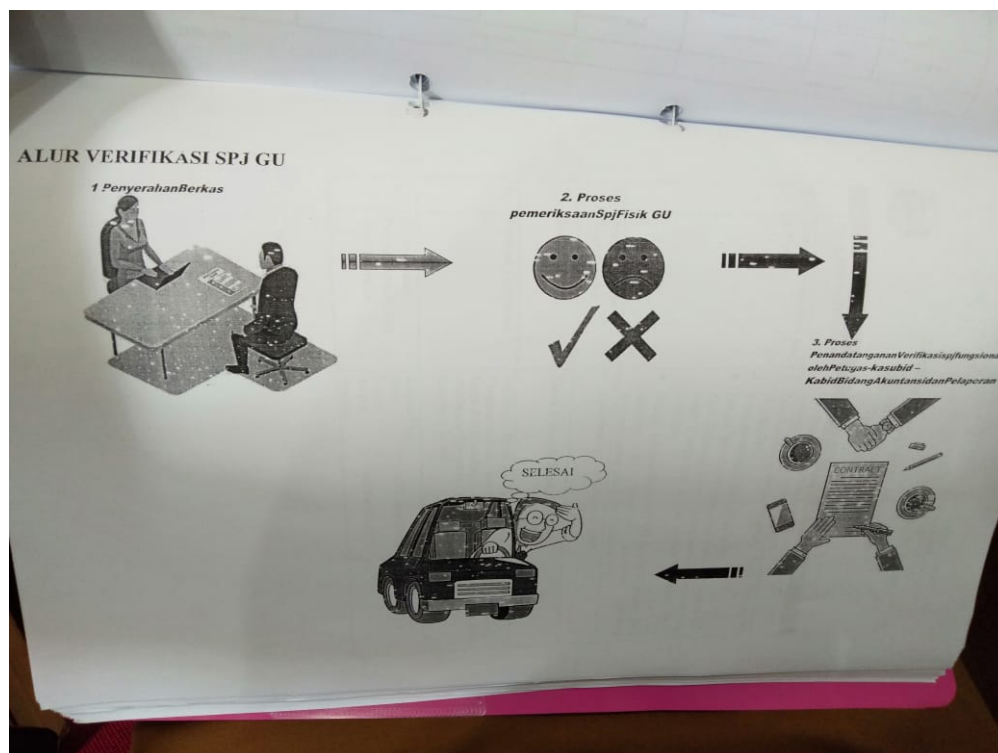 ALUR VERIFIKASI SPJ GU
1 PenyerahanBerkas
2. Proses
pemeriksaanSpjFisik GU
3. Proses
PenandatangananVerifikasispjfungsiona
olehPetugas-kasubid –
KabidBidangAkuntansidanPelaporan
CONTRACT
SELESAI